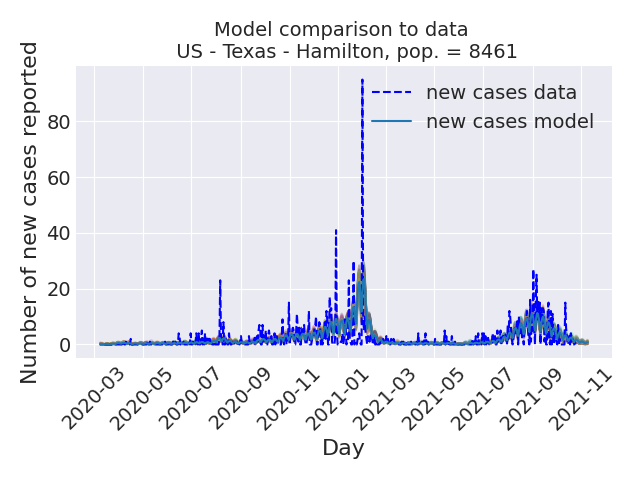 Model comparison to data
US - Texas - Hamilton, pop. = 8461
Number of new cases reported
80
60
40
20
0
new cases data
new cases model
2020-03
2020-05
2020-07
2020-09
2020-11
2021-01
2021-03
2021-05
2021-07
2021-09
2021-11
Day